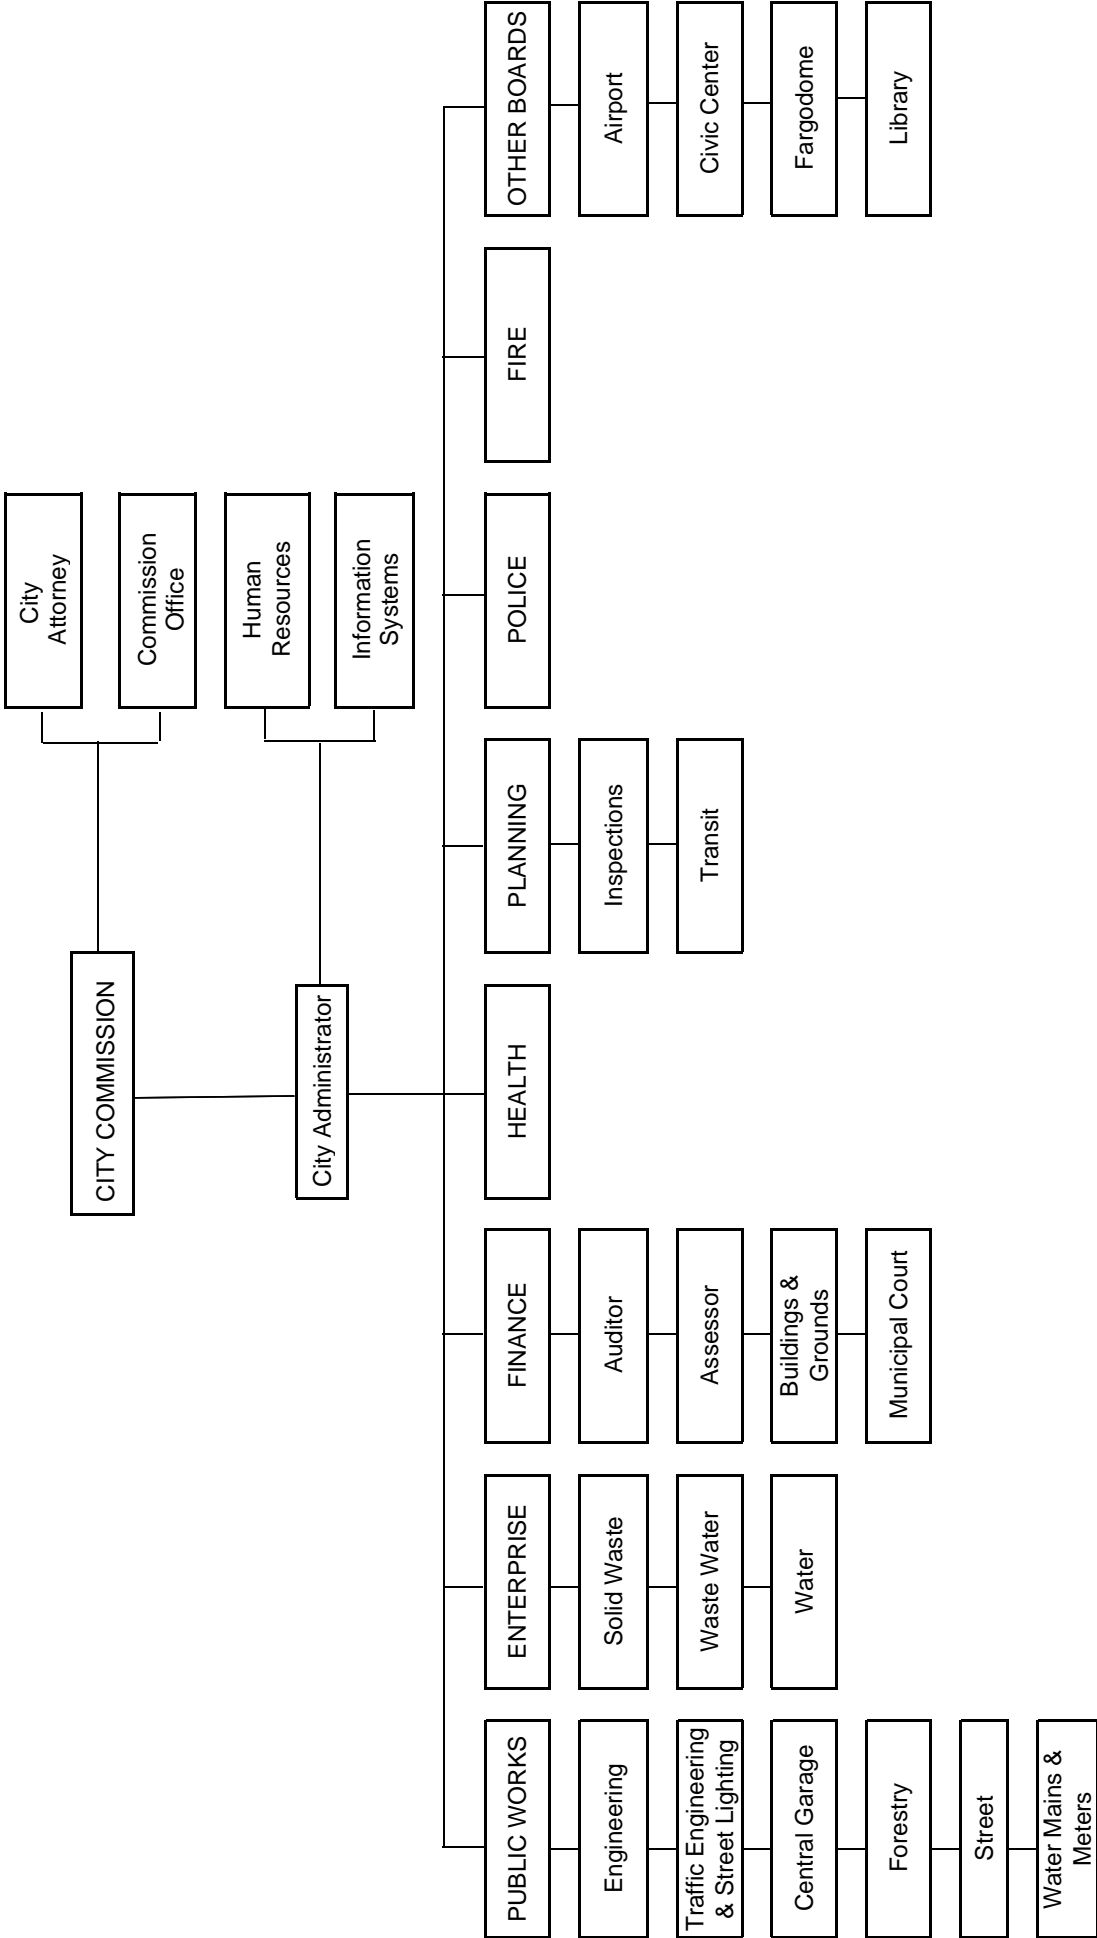 City
Attorney
Commission
Office
CITY COMMISSION
Human
Resources
Information
Systems
City Administrator
PUBLIC WORKS
Engineering
Traffic Engineering
& Street Lighting
Central Garage
Forestry
Street
Water Mains &
Meters
ENTERPRISE
Solid Waste
Waste Water
Water
FINANCE
Auditor
Assessor
Buildings &
Grounds
Municipal Court
HEALTH
PLANNING
Inspections
Transit
POLICE
FIRE
OTHER BOARDS
Airport
Civic Center
Fargodome
Library